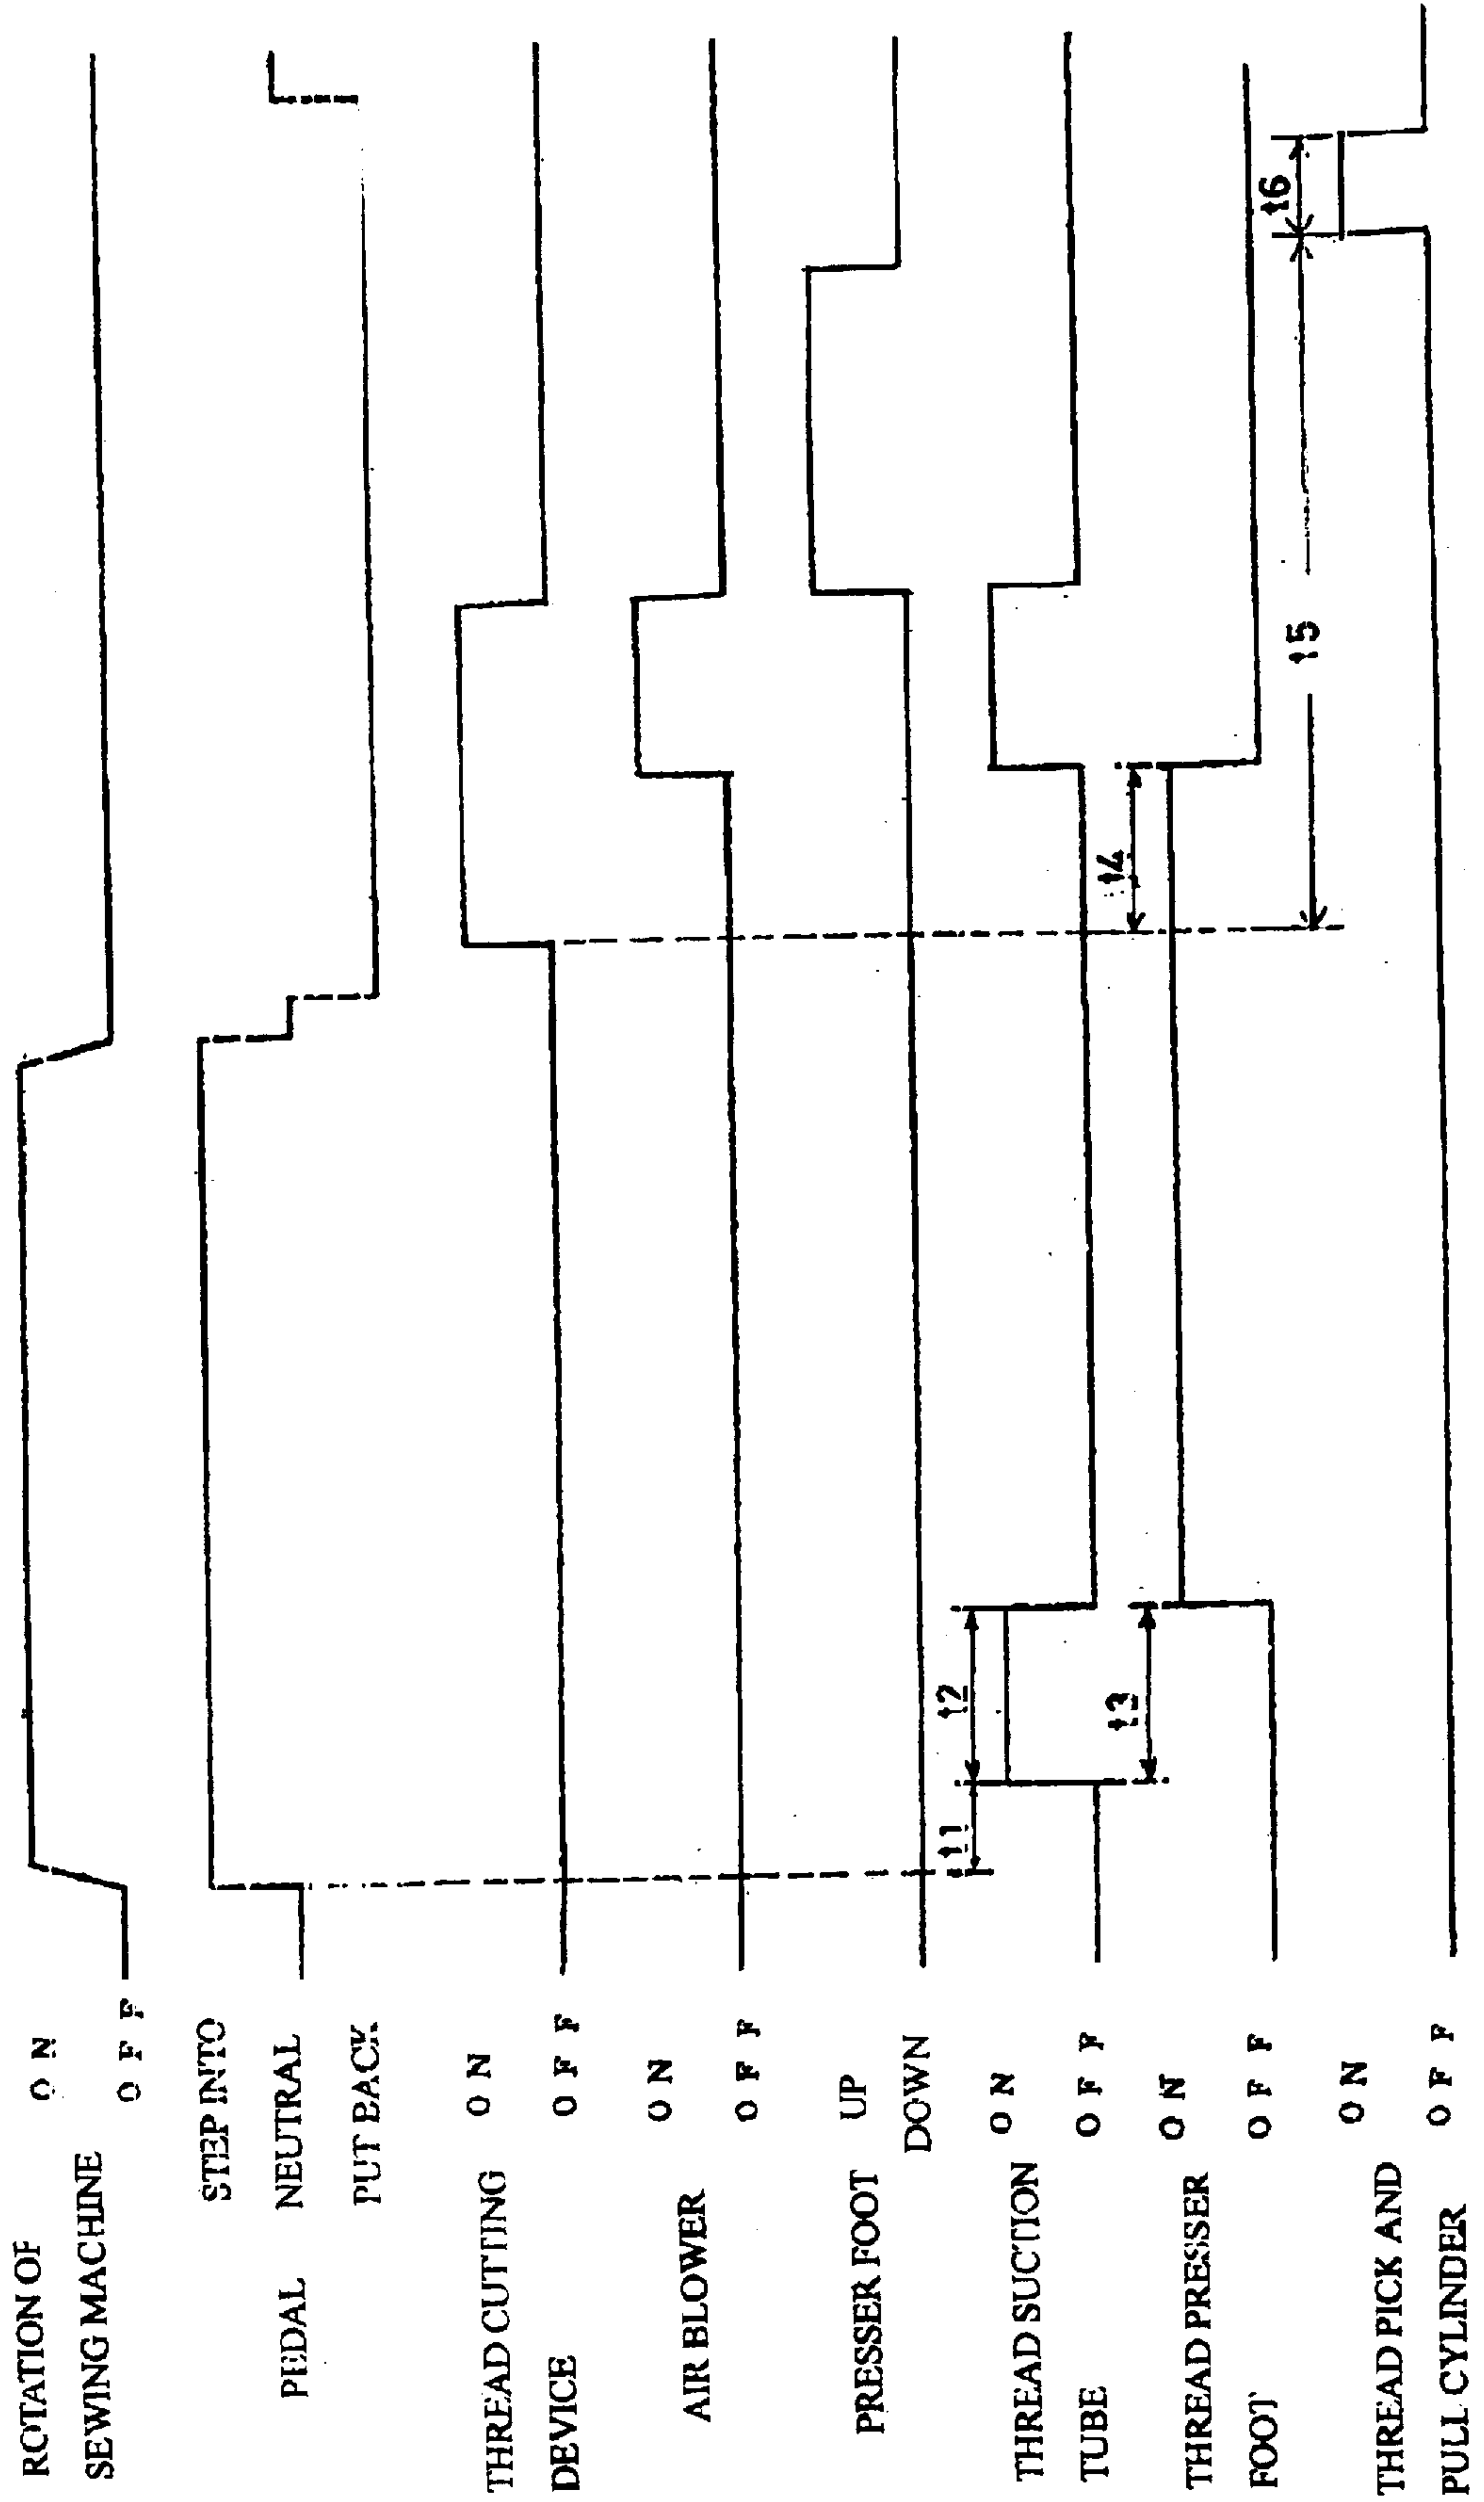 ROTATION OF
SEWING MACHINE
ON
OFF
PEDAL
STEP INTO
NEUTRAL
PUT BACK
THREAD CUTTING
DEVICE
ON
OFF
AIR BLOWER
ON
OFF
PRESSER FOOT
UP
DOWN
THREAD SUCTION
TUBE
ON
OFF
t1
t2
THREAD PRESSER
FOOT
ON
OFF
t3
t4
THREAD PICK AND
PULL CYLINDER
ON
OFF
t5
t6